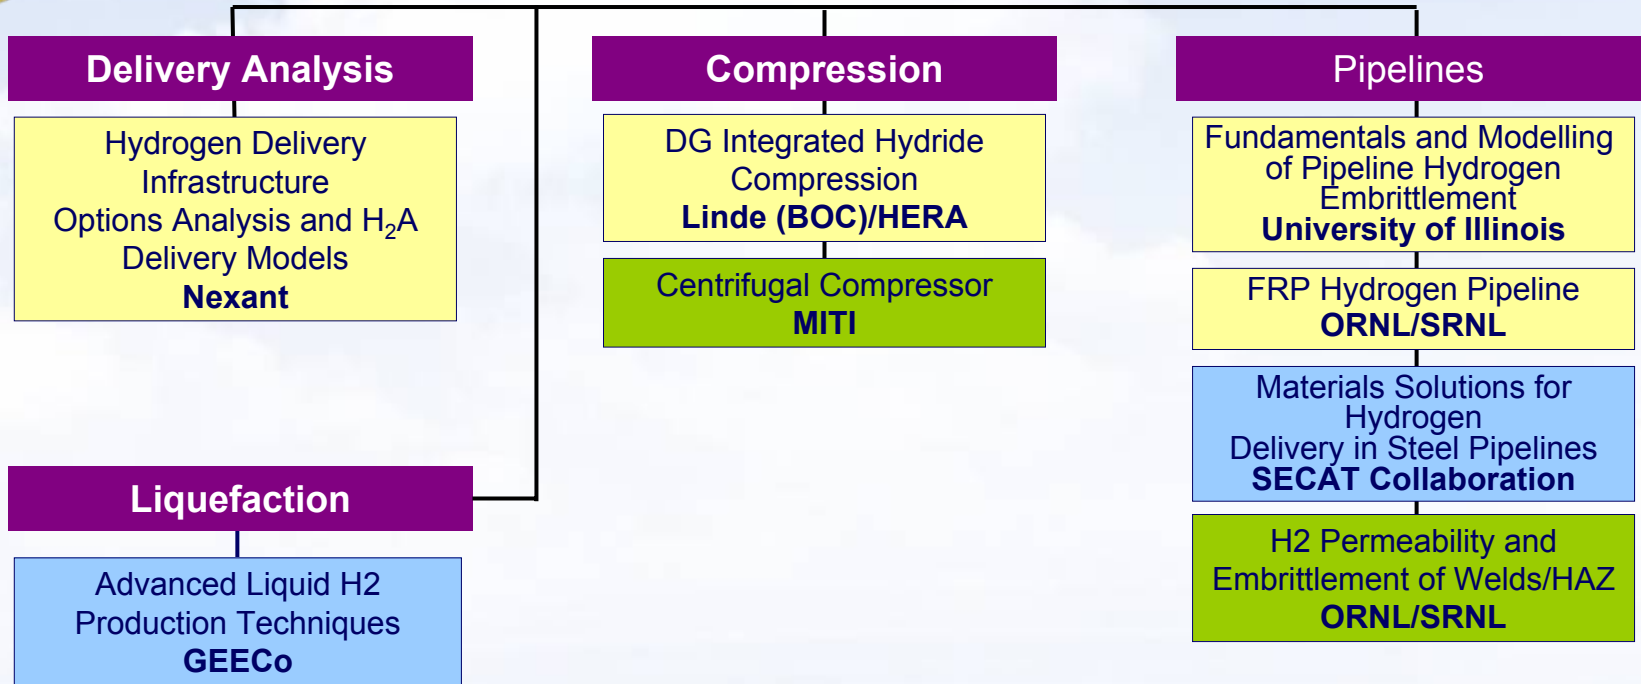 Delivery Analysis
Hydrogen Delivery
Infrastructure
Options Analysis and H₂A
Delivery Models
Nexant
Liquefaction
Advanced Liquid H2
Production Techniques
GEECo
Compression
DG Integrated Hydride
Compression
Linde (BOC)/HERA
Centrifugal Compressor
MITI
Pipelines
Fundamentals and Modelling
of Pipeline Hydrogen
Embrittlement
University of Illinois
FRP Hydrogen Pipeline
ORNL/SRNL
Materials Solutions for
Hydrogen
Delivery in Steel Pipelines
SECAT Collaboration
H2 Permeability and
Embrittlement of Welds/HAZ
ORNL/SRNL